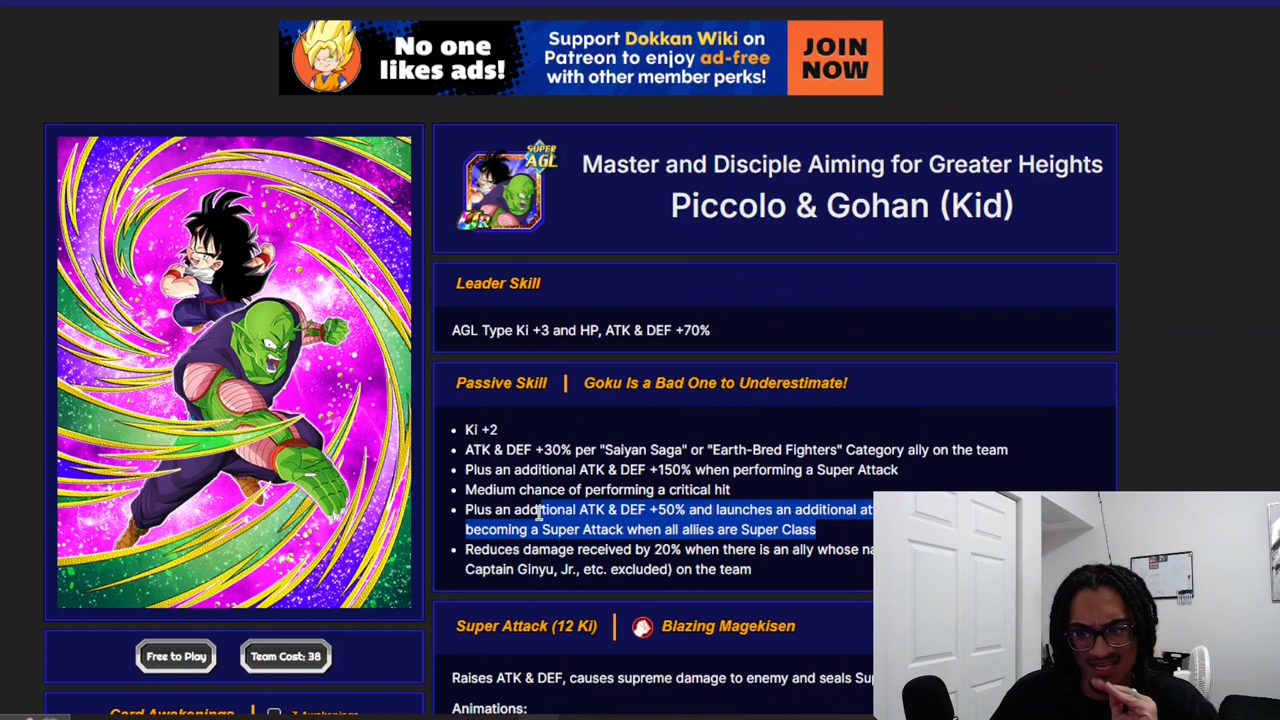 No one
likes ads!
Support Dokkan Wiki on
Patreon to enjoy ad-free
with other member perks!
JOIN
NOW
SUPER
AGL
UR
Master and Disciple Aiming for Greater Heights
Piccolo & Gohan (Kid)
Leader Skill
AGL Type Ki +3 and HP, ATK & DEF +70%
Passive Skill | Goku Is a Bad One to Underestimate!
Ki +2
ATK & DEF +30% per "Saiyan Saga" or "Earth-Bred Fighters" Category ally on the team
Plus an additional ATK & DEF +150% when performing a Super Attack
Medium chance of performing a critical hit
Plus an additional ATK & DEF +50% and launches an additional at
becoming a Super Attack when all allies are Super Class
Reduces damage received by 20% when there is an ally whose na
Captain Ginyu, Jr., etc. excluded) on the team
Super Attack (12 Ki) | Blazing Magekisen
Raises ATK & DEF, causes supreme damage to enemy and seals Su
Animations:
Free to Play
Team Cost: 38
Card Awakenings